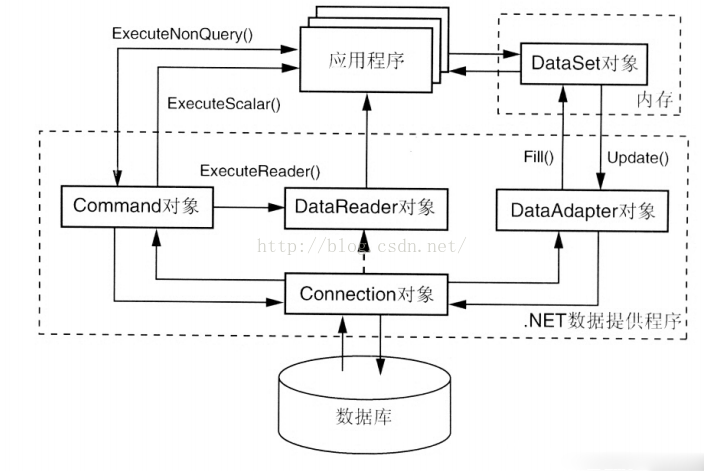 ExecuteNonQuery()
应用程序
DataSet对象
内存
ExecuteScalar()
ExecuteReader()
Fill()
Update()
Command对象
DataReader对象
DataAdapter对象
http://blog.csdn.net/
Connection对象
.NET数据提供程序
数据库